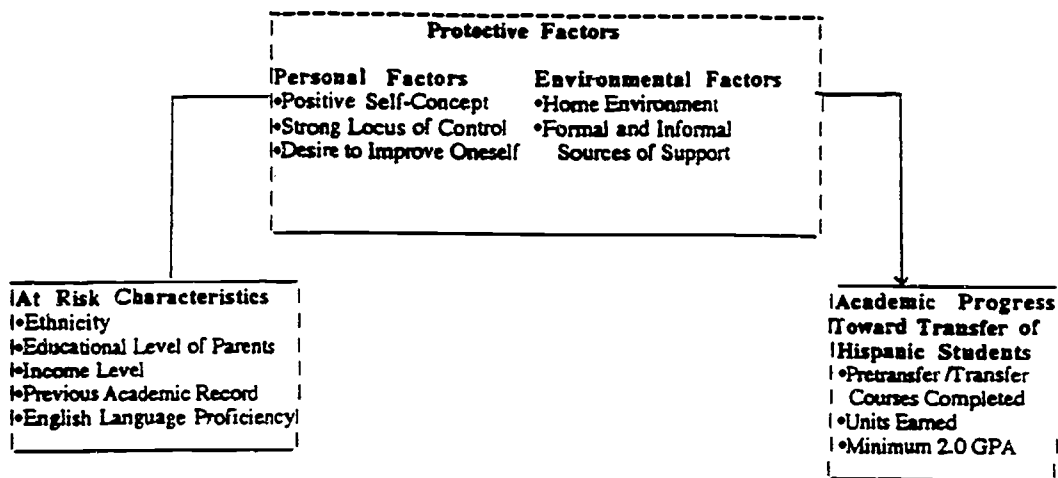 Protective Factors
Personal Factors
•Positive Self-Concept
•Strong Locus of Control
•Desire to Improve Oneself
Environmental Factors
•Home Environment
•Formal and Informal
Sources of Support
At Risk Characteristics
•Ethnicity
•Educational Level of Parents
•Income Level
•Previous Academic Record
•English Language Proficiency
Academic Progress
Toward Transfer of
Hispanic Students
•Pretransfer/Transfer
Courses Completed
•Units Earned
•Minimum 2.0 GPA